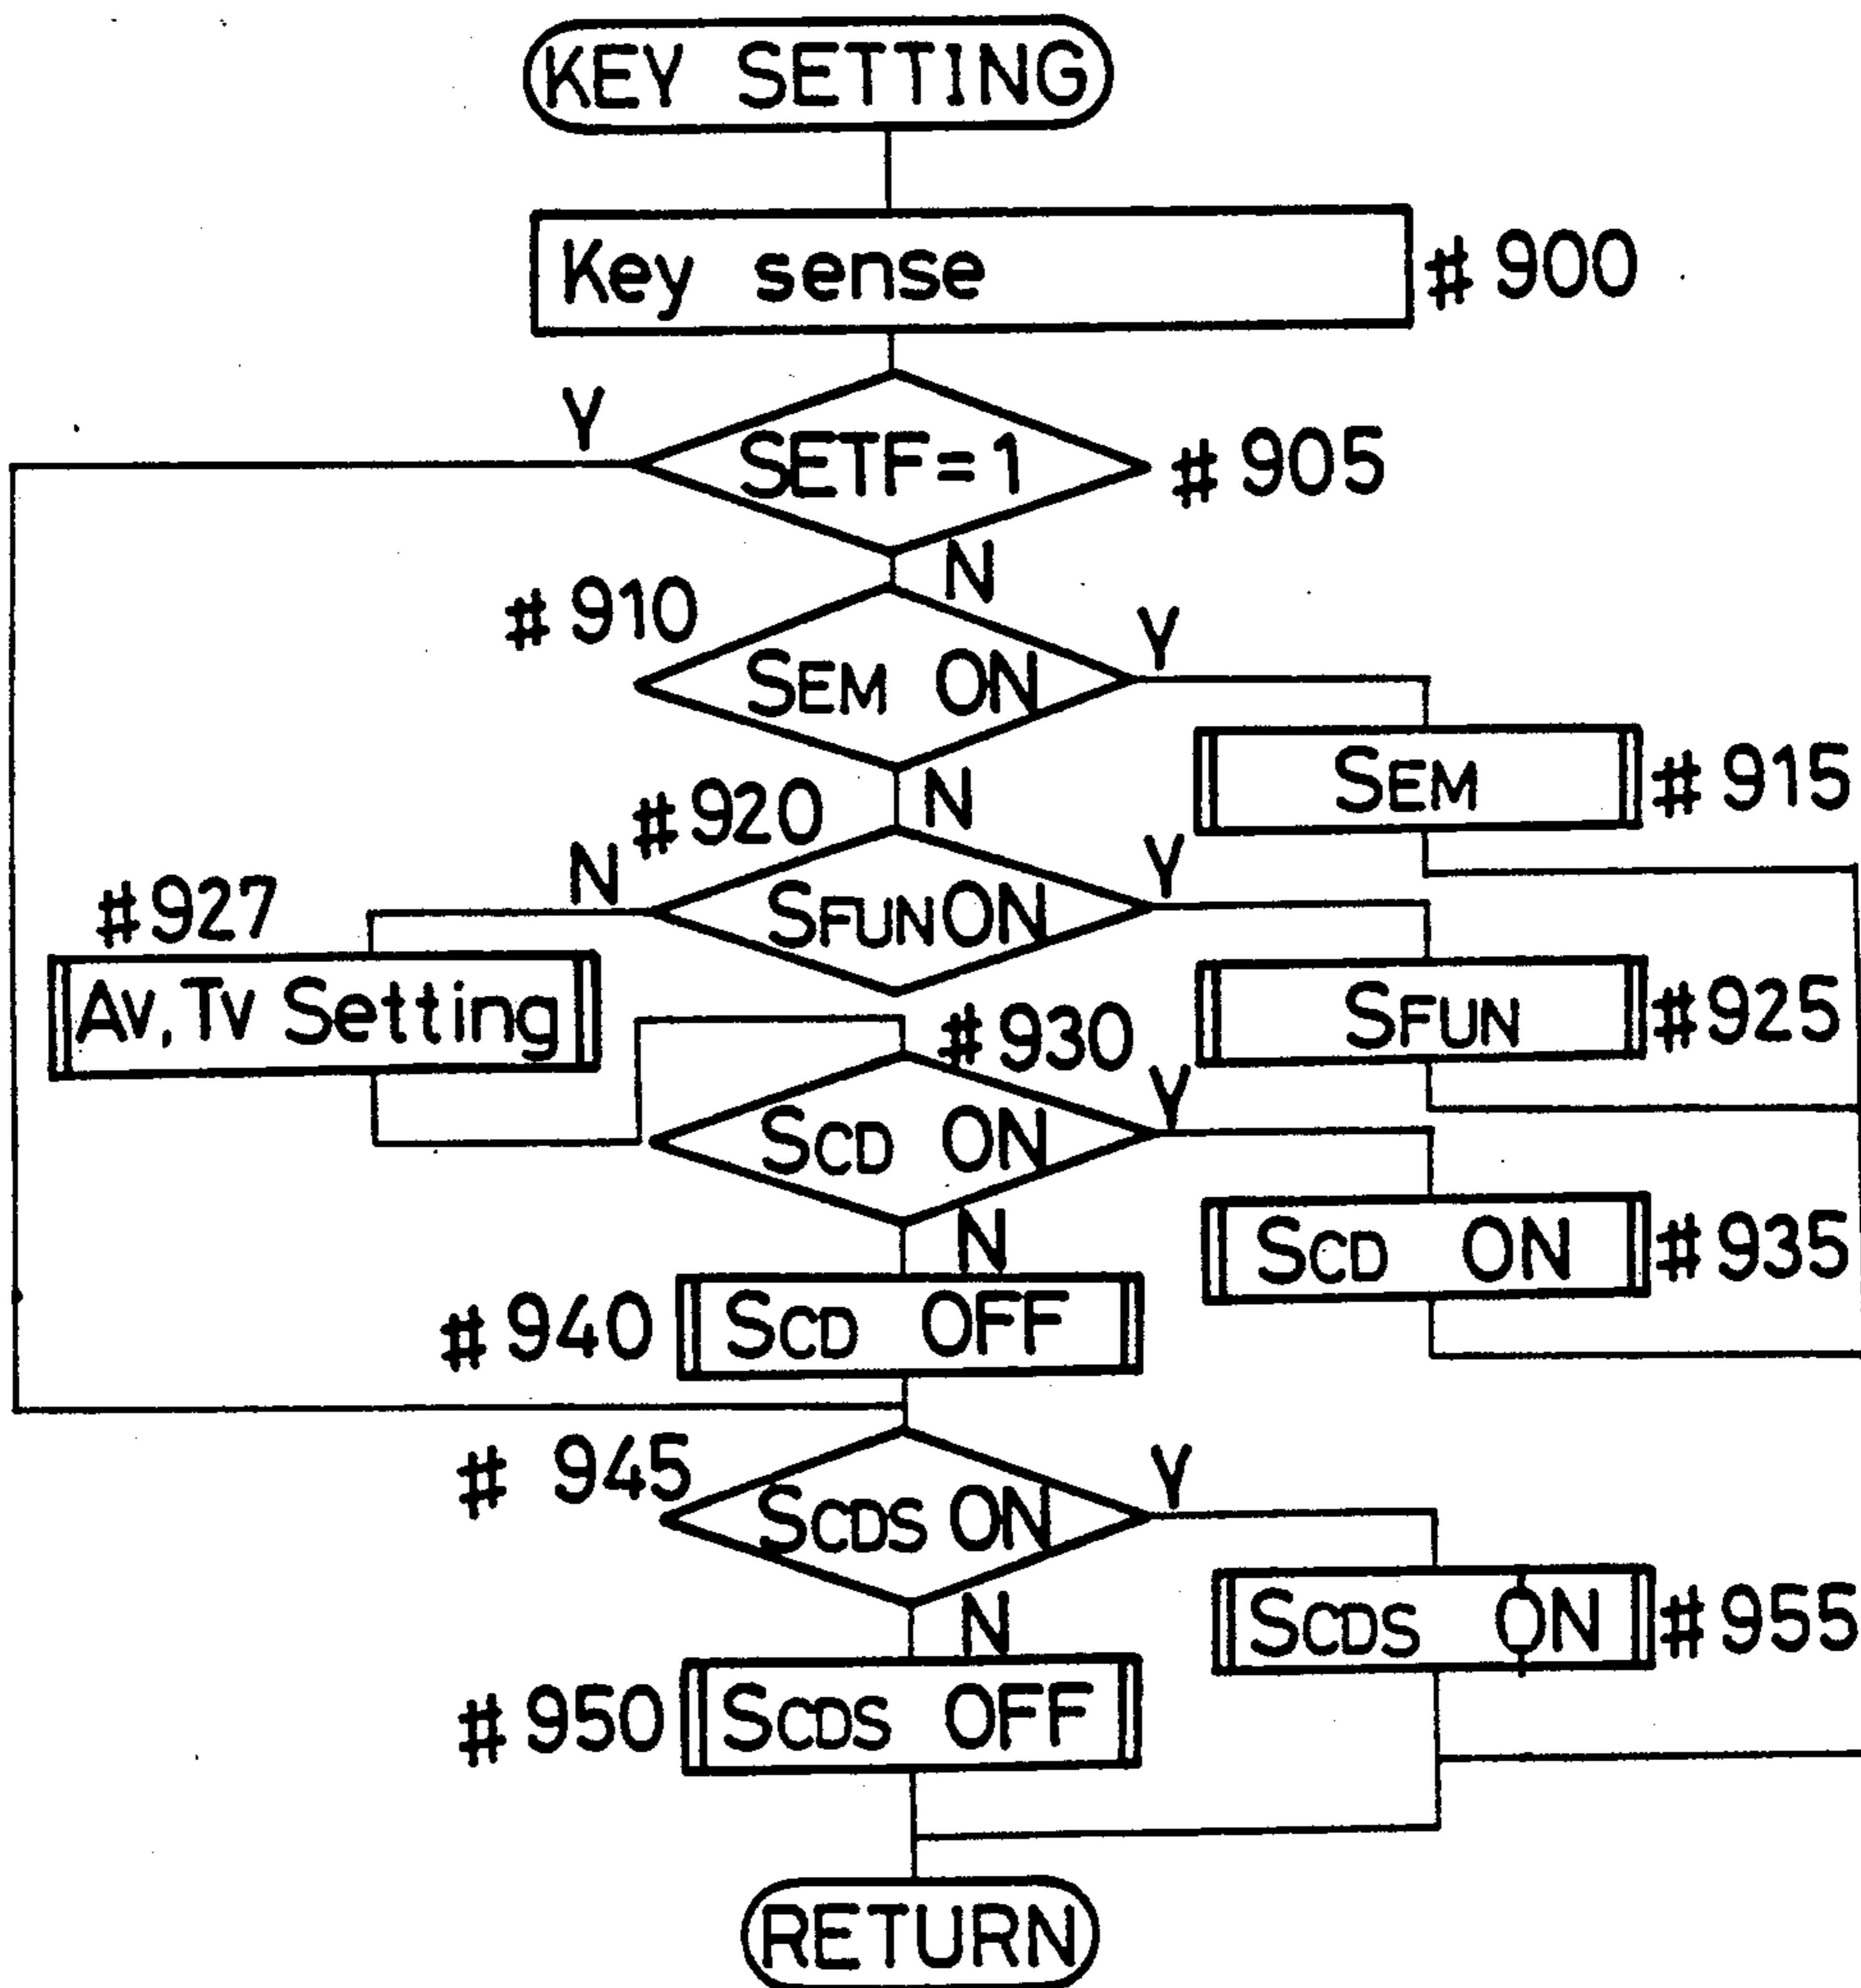 KEY SETTING
Key sense #900
Y
SETF=1 #905
N
#910
Y
SEM ON
SEM #915
N
#920
N
Y
#927
SFUNON
Av, Tv Setting
SFUN #925
#930
Y
SCD ON
N
SCD ON #935
#940 SCD OFF
#945
Y
SCDS ON
N
SCDS ON #955
#950 SCDS OFF
RETURN